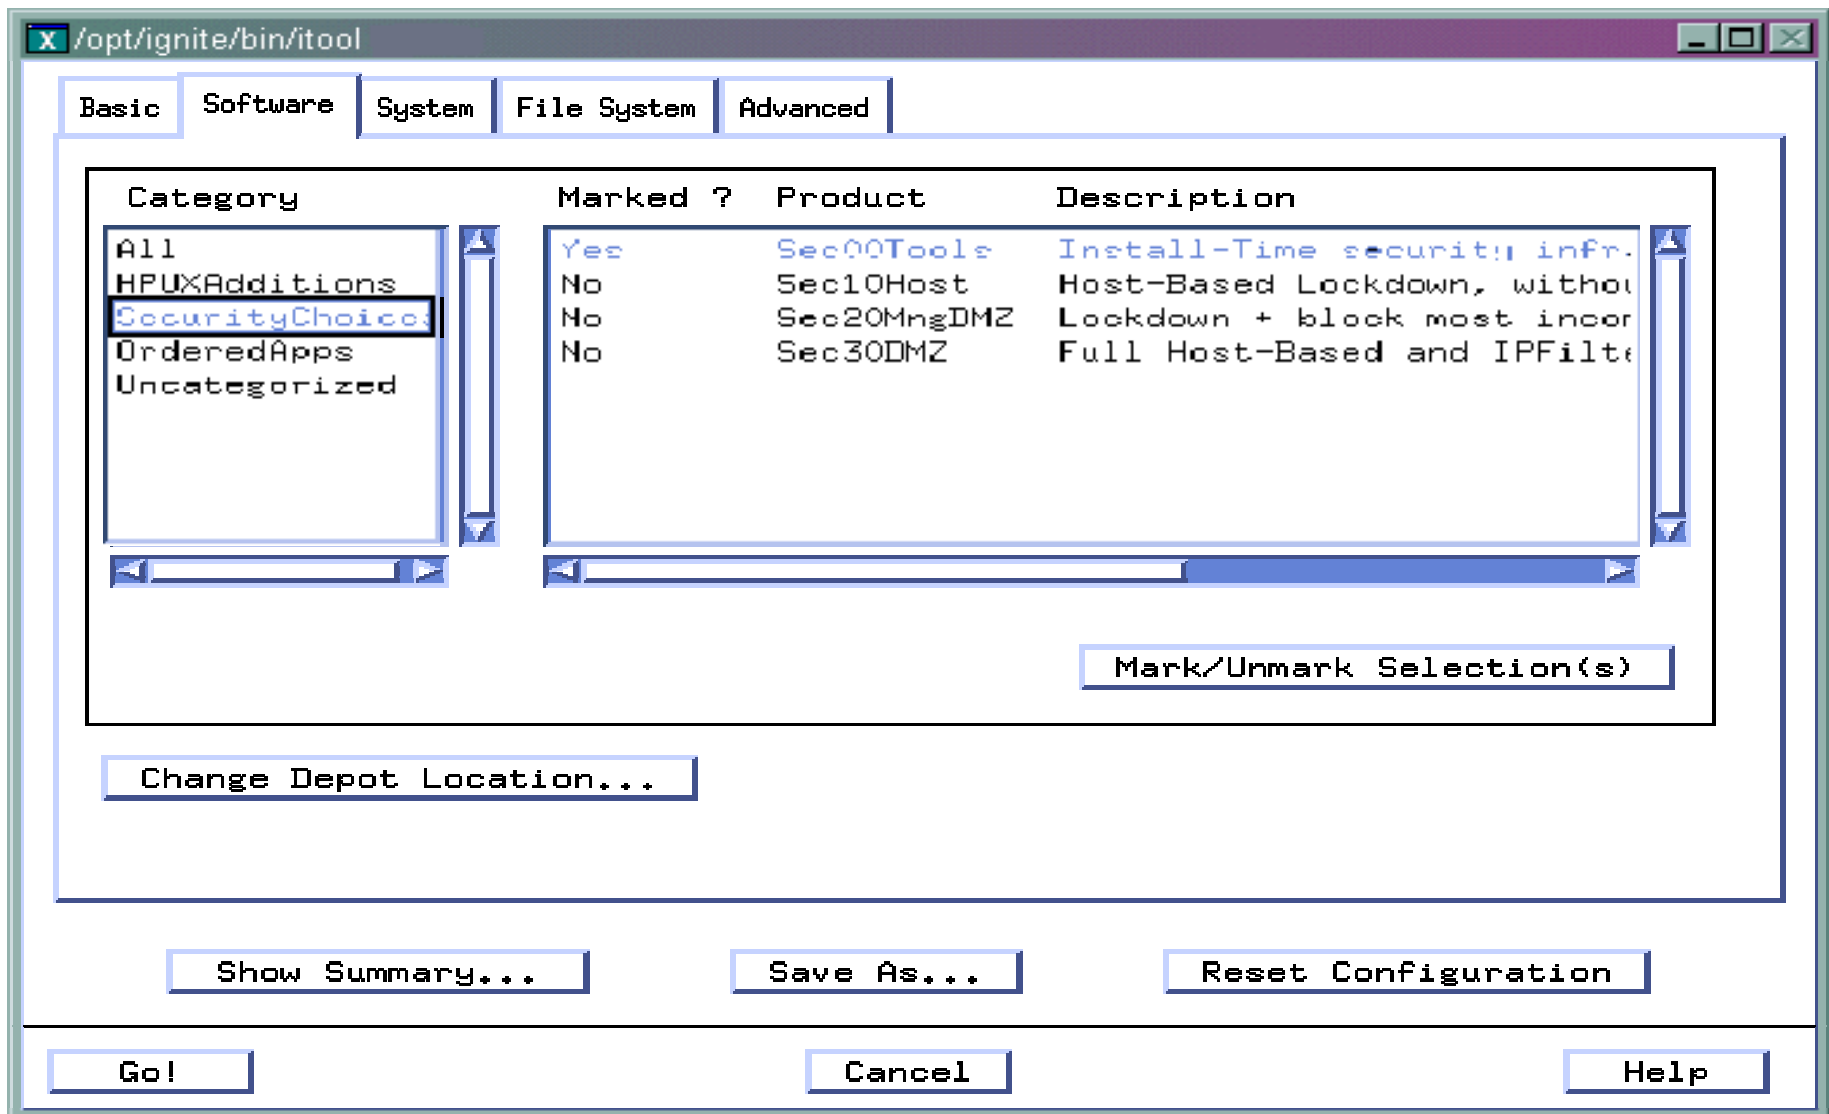 X /opt/ignite/bin/itool
Basic Software System File System Advanced
Category Marked ? Product Description
All
HPUXAdditions
SecurityChoices
OrderedApps
Uncategorized
Yes Sec00Tools Install-Time security infr.
No Sec10Host Host-Based Lockdown, withou
No Sec20MngDMZ Lockdown + block most incom
No Sec30DMZ Full Host-Based and IPFilte
Mark/Unmark Selection(s)
Change Depot Location...
Show Summary... Save As... Reset Configuration
Go! Cancel Help